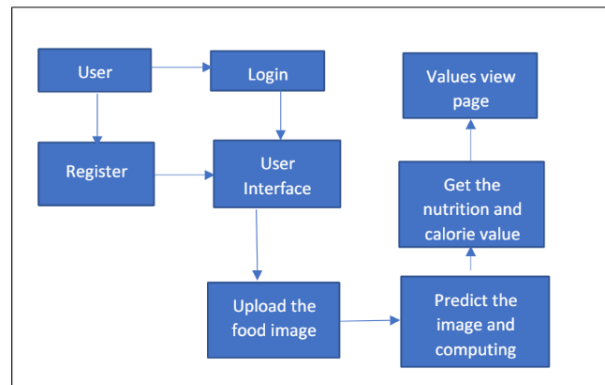 User
Login
Values view
page
Register
User
Interface
Get the
nutrition and
calorie value
Upload the
food image
Predict the
image and
computing